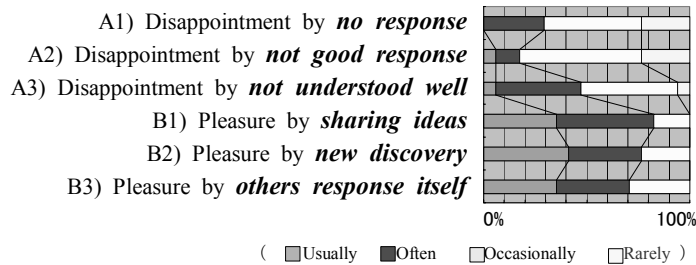 A1) Disappointment by no response
A2) Disappointment by not good response
A3) Disappointment by not understood well
B1) Pleasure by sharing ideas
B2) Pleasure by new discovery
B3) Pleasure by others response itself
0% 100%
( Usually Often Occasionally Rarely )